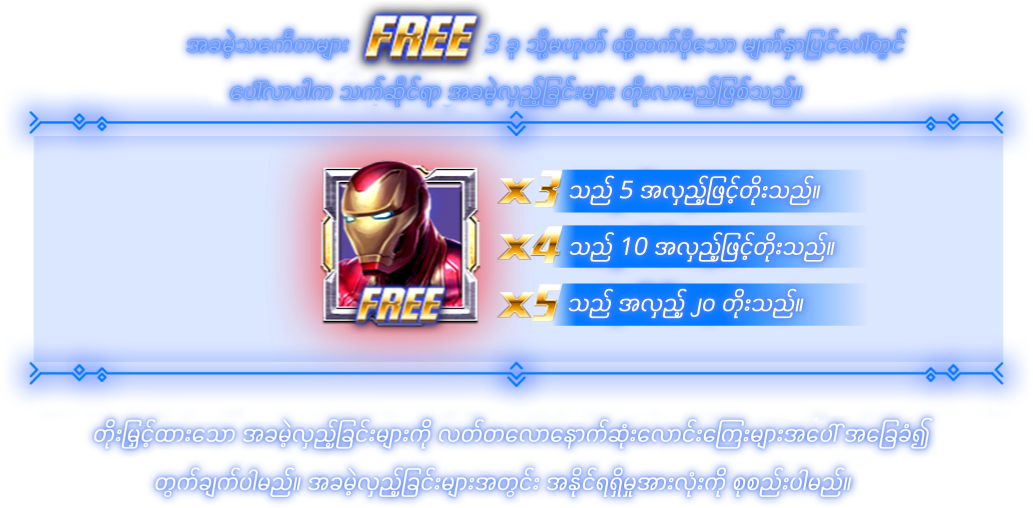 အခမဲ့သင်္ကေတများ FREE 3 ခု သို့မဟုတ် ထို့ထက်ပိုသော မျက်နှာပြင်ပေါ်တွင်
ပေါ်လာပါက သက်ဆိုင်ရာ အခမဲ့လှည့်ခြင်းများ တိုးလာမည်ဖြစ်သည်။
x3 သည် 5 အလှည့်ဖြင့်တိုးသည်။
x4 သည် 10 အလှည့်ဖြင့်တိုးသည်။
FREE x5 သည် အလှည့် ၂၀ တိုးသည်။
တိုးမြှင့်ထားသော အခမဲ့လှည့်ခြင်းများကို လတ်တလောနောက်ဆုံးလောင်းကြေးများအပေါ် အခြေခံ၍
တွက်ချက်ပါမည်။ အခမဲ့လှည့်ခြင်းများအတွင်း အနိုင်ရရှိမှုအားလုံးကို စုစည်းပါမည်။